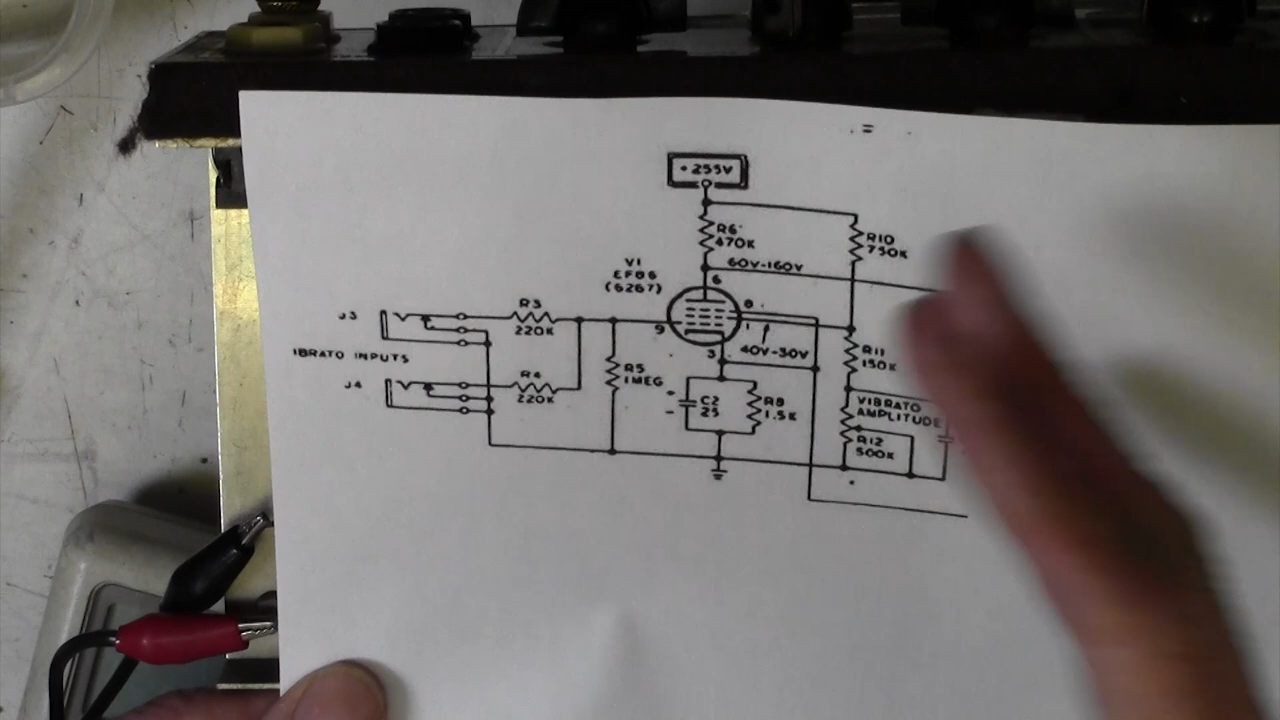 +255V
R6
470K
R10
750K
60V-160V
V1
EF86
(6267)
6
8
9
1
3
40V-30V
J3
R3
220K
IBRATO INPUTS
J4
R4
220K
R5
1MEG
+
-
C2
25
R8
1.5K
R11
150K
VIBRATO
AMPLITUDE
R12
500K